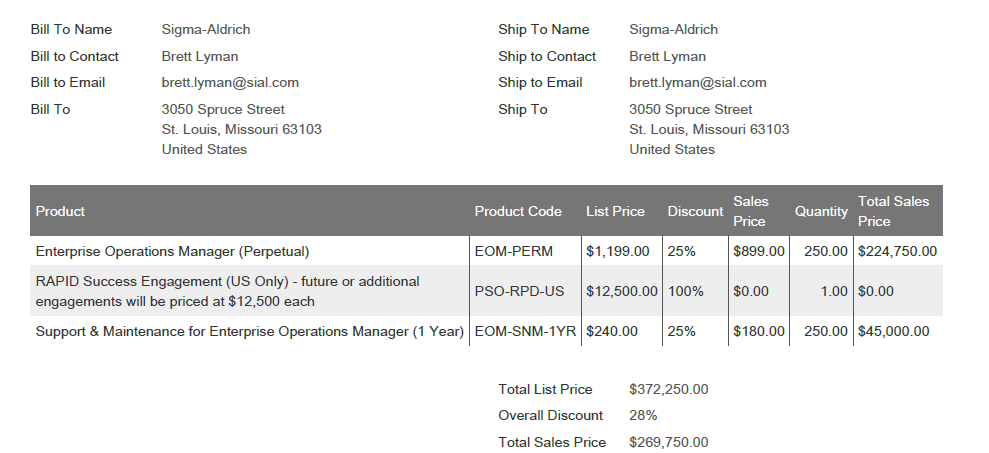 Bill To Name Sigma-Aldrich Ship To Name Sigma-Aldrich
Bill to Contact Brett Lyman Ship to Contact Brett Lyman
Bill to Email brett.lyman@sial.com Ship to Email brett.lyman@sial.com
Bill To 3050 Spruce Street Ship To 3050 Spruce Street
St. Louis, Missouri 63103 St. Louis, Missouri 63103
United States United States
Product Product Code List Price Discount Sales Price Quantity Total Sales Price
Enterprise Operations Manager (Perpetual) EOM-PERM $1,199.00 25% $899.00 250.00 $224,750.00
RAPID Success Engagement (US Only) - future or additional
engagements will be priced at $12,500 each PSO-RPD-US $12,500.00 100% $0.00 1.00 $0.00
Support & Maintenance for Enterprise Operations Manager (1 Year) EOM-SNM-1YR $240.00 25% $180.00 250.00 $45,000.00
Total List Price $372,250.00
Overall Discount 28%
Total Sales Price $269,750.00